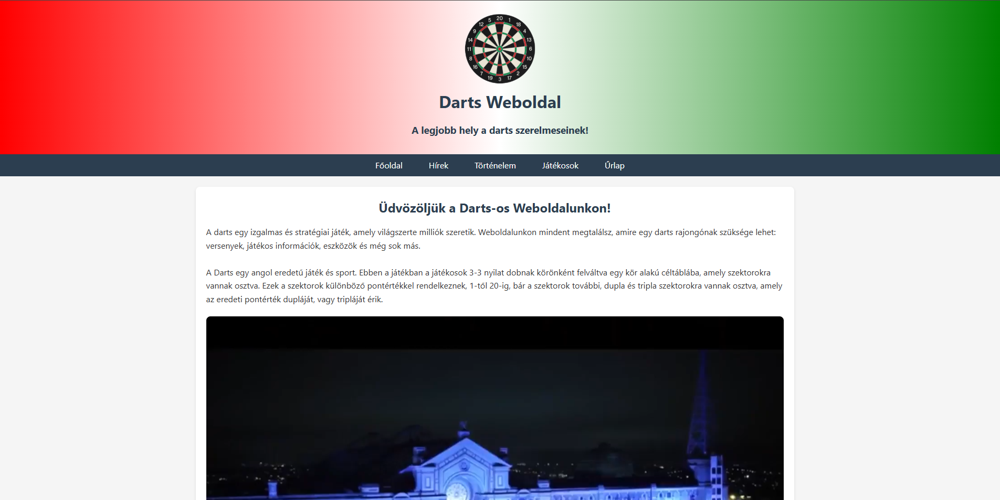 5 20 1
12 18
9 4
14 13
11 6
8 10
16 15
7 2
19 3 17
Darts Weboldal
A legjobb hely a darts szerelmeseinek!
Főoldal Hírek Történelem Játékosok Űrlap
Üdvözöljük a Darts-os Weboldalunkon!
A darts egy izgalmas és stratégiai játék, amely világszerte milliók szeretik. Weboldalunkon mindent megtalálsz, amire egy darts rajongónak szüksége lehet:
versenyek, játékos információk, eszközök és még sok más.
A Darts egy angol eredetű játék és sport. Ebben a játékban a játékosok 3-3 nyilat dobnak körönként felváltva egy kör alakú céltáblába, amely szektorokra
vannak osztva. Ezek a szektorok különböző pontértékkel rendelkeznek, 1-től 20-ig, bár a szektorok további, dupla és tripla szektorokra vannak osztva, amely
az eredeti pontérték dupláját, vagy tripláját érik.